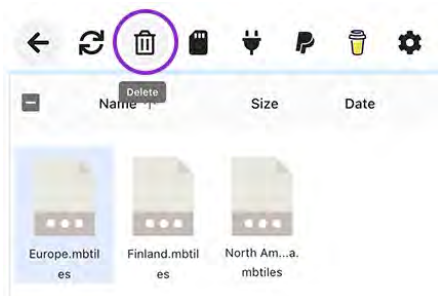 Delete
Name
Size
Date
Europe.mbtil
es
Finland.mbtil
es
North Am...a.
mbtiles